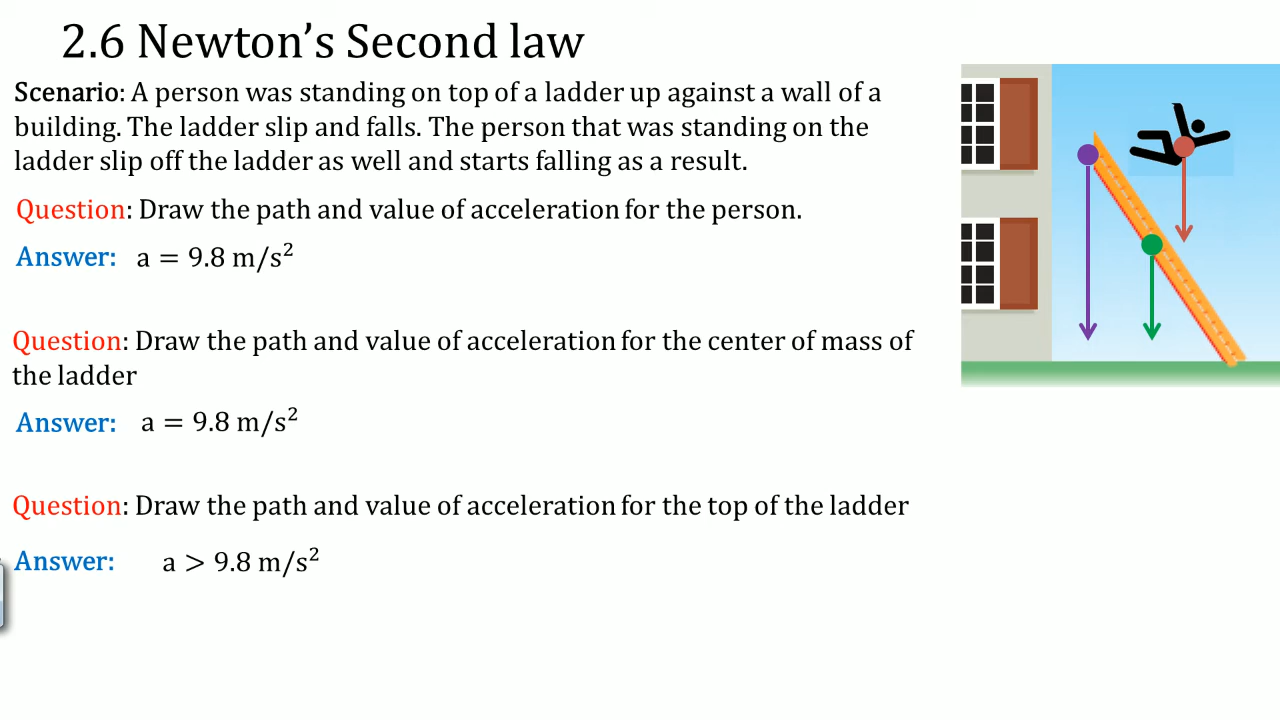 2.6 Newton’s Second law
Scenario: A person was standing on top of a ladder up against a wall of a
building. The ladder slip and falls. The person that was standing on the
ladder slip off the ladder as well and starts falling as a result.
Question: Draw the path and value of acceleration for the person.
Answer: a = 9.8 m/s²
Question: Draw the path and value of acceleration for the center of mass of
the ladder
Answer: a = 9.8 m/s²
Question: Draw the path and value of acceleration for the top of the ladder
Answer: a > 9.8 m/s²